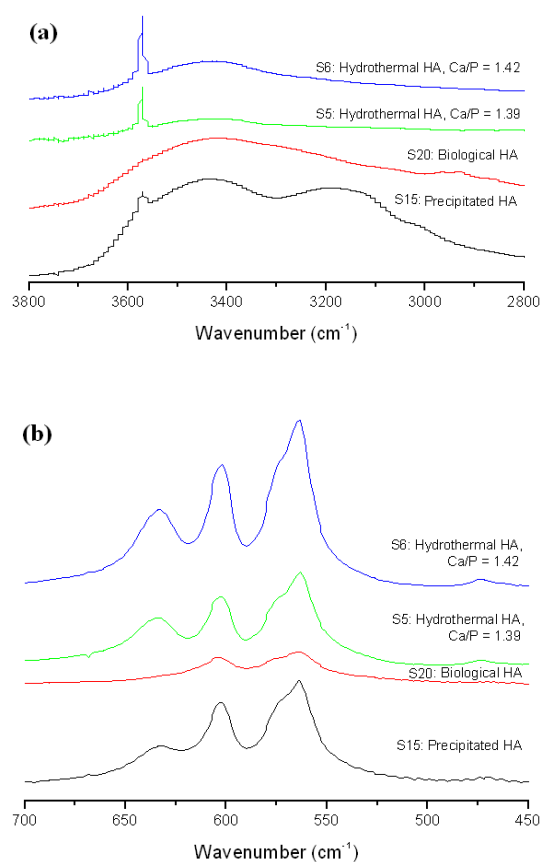 (a)
S6: Hydrothermal HA, Ca/P = 1.42
S5: Hydrothermal HA, Ca/P = 1.39
S20: Biological HA
S15: Precipitated HA
3800 3600 3400 3200 3000 2800
Wavenumber (cm⁻¹)
(b)
S6: Hydrothermal HA,
Ca/P = 1.42
S5: Hydrothermal HA,
Ca/P = 1.39
S20: Biological HA
S15: Precipitated HA
700 650 600 550 500 450
Wavenumber (cm⁻¹)